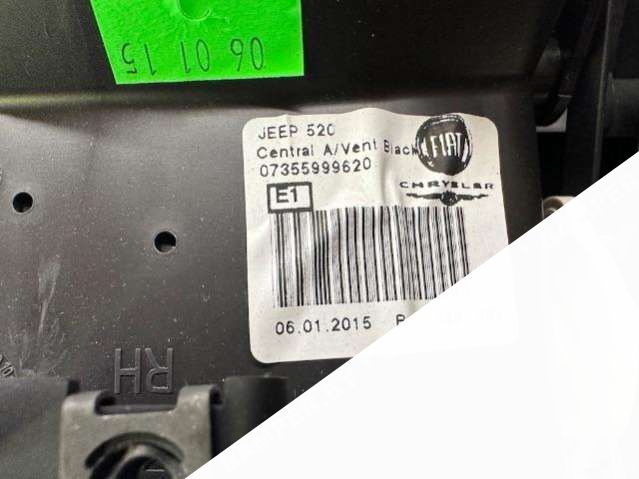 06 01 15
JEEP 520
Central A/Vent Black
FIAT
07355999620
CHRYSLER
E1
06.01.2015
RH